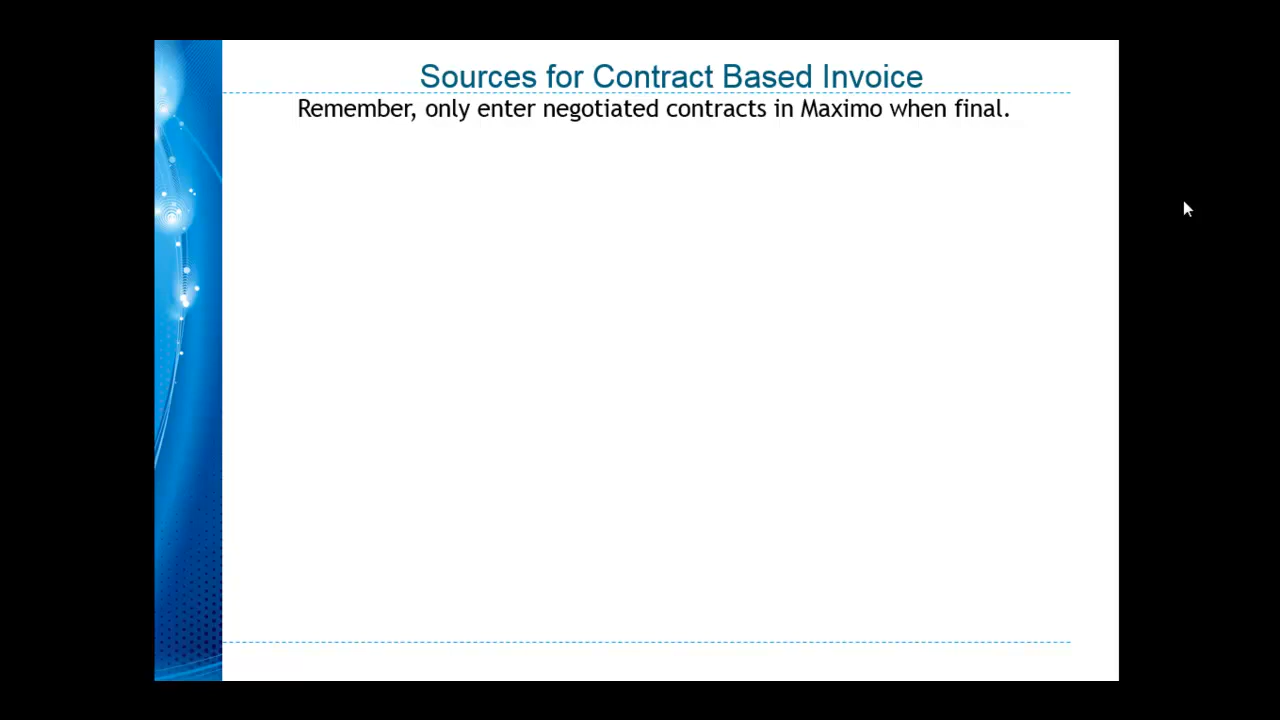 Sources for Contract Based Invoice
Remember, only enter negotiated contracts in Maximo when final.